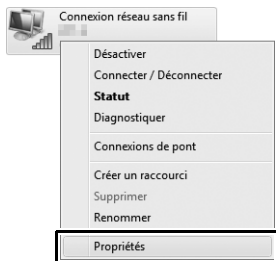 Connexion réseau sans fil
Désactiver
Connecter / Déconnecter
Statut
Diagnostiquer
Connexions de pont
Créer un raccourci
Supprimer
Renommer
Propriétés